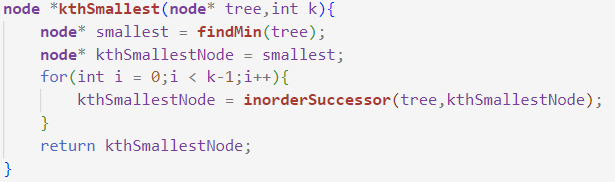 node *kthSmallest(node* tree,int k){
    node* smallest = findMin(tree);
    node* kthSmallestNode = smallest;
    for(int i = 0;i < k-1;i++){
        kthSmallestNode = inorderSuccessor(tree,kthSmallestNode);
    }
    return kthSmallestNode;
}